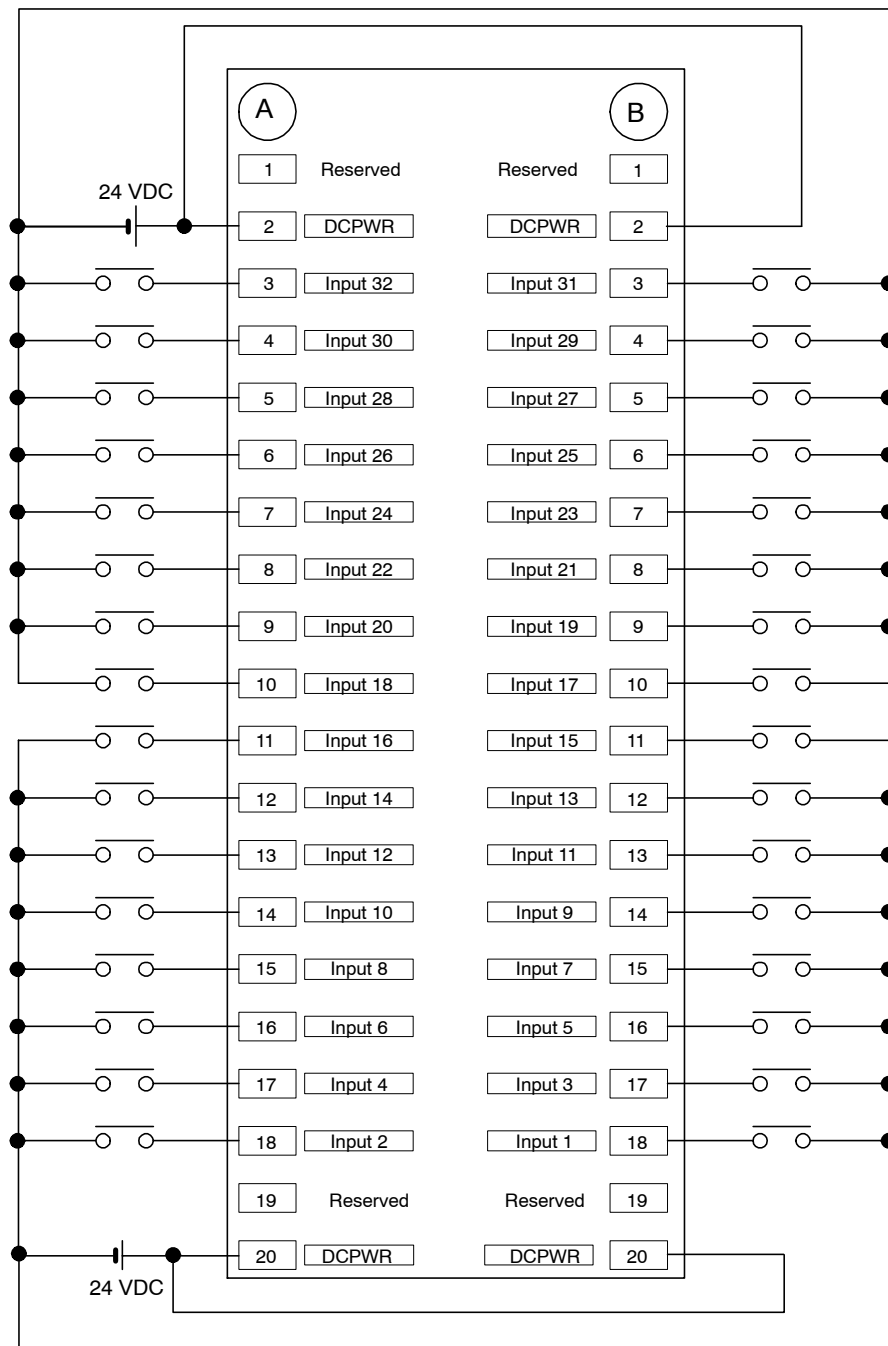 A B
1 Reserved Reserved 1
24 VDC
2 DCPWR DCPWR 2
3 Input 32 Input 31 3
4 Input 30 Input 29 4
5 Input 28 Input 27 5
6 Input 26 Input 25 6
7 Input 24 Input 23 7
8 Input 22 Input 21 8
9 Input 20 Input 19 9
10 Input 18 Input 17 10
11 Input 16 Input 15 11
12 Input 14 Input 13 12
13 Input 12 Input 11 13
14 Input 10 Input 9 14
15 Input 8 Input 7 15
16 Input 6 Input 5 16
17 Input 4 Input 3 17
18 Input 2 Input 1 18
19 Reserved Reserved 19
20 DCPWR DCPWR 20
24 VDC